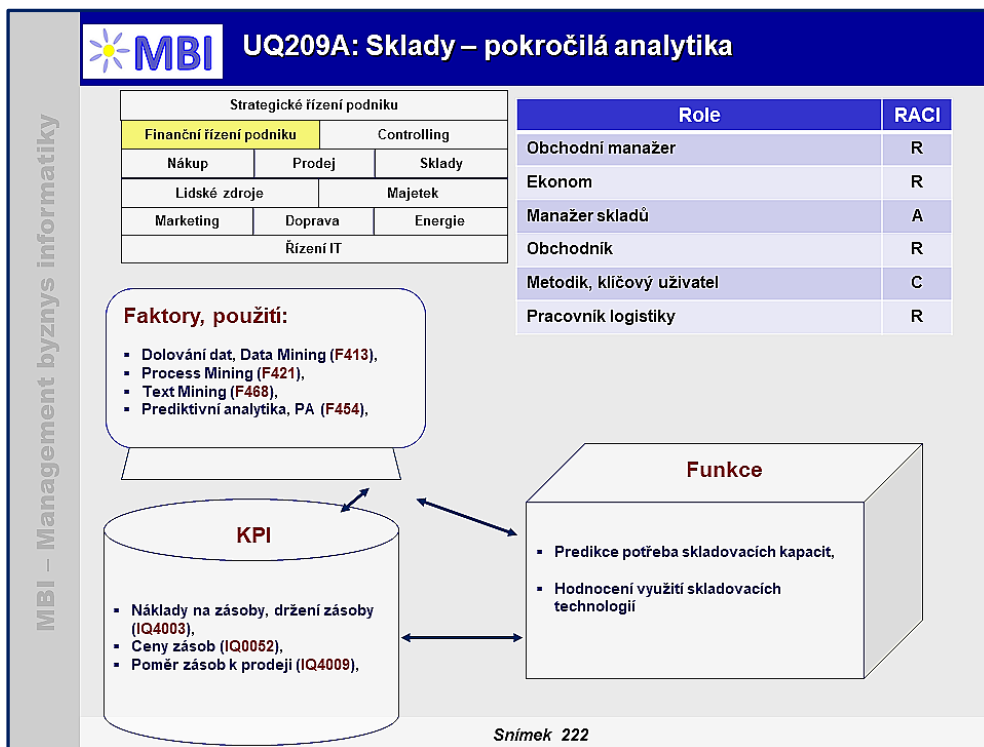 MBI
UQ209A: Sklady – pokročilá analytika
MBI – Management byznys informatiky
Strategické řízení podniku
Finanční řízení podniku
Controlling
Nákup
Prodej
Sklady
Lidské zdroje
Majetek
Marketing
Doprava
Energie
Řízení IT
Role RACI
Obchodní manažer R
Ekonom R
Manažer skladů A
Obchodník R
Metodik, klíčový uživatel C
Pracovník logistiky R
Faktory, použití:
▪ Dolování dat, Data Mining (F413),
▪ Process Mining (F421),
▪ Text Mining (F468),
▪ Prediktivní analytika, PA (F454),
KPI
▪ Náklady na zásoby, držení zásoby
(IQ4003),
▪ Ceny zásob (IQ0052),
▪ Poměr zásob k prodeji (IQ4009),
Funkce
▪ Predikce potřeba skladovacích kapacit,
▪ Hodnocení využití skladovacích
technologií
Snímek 222